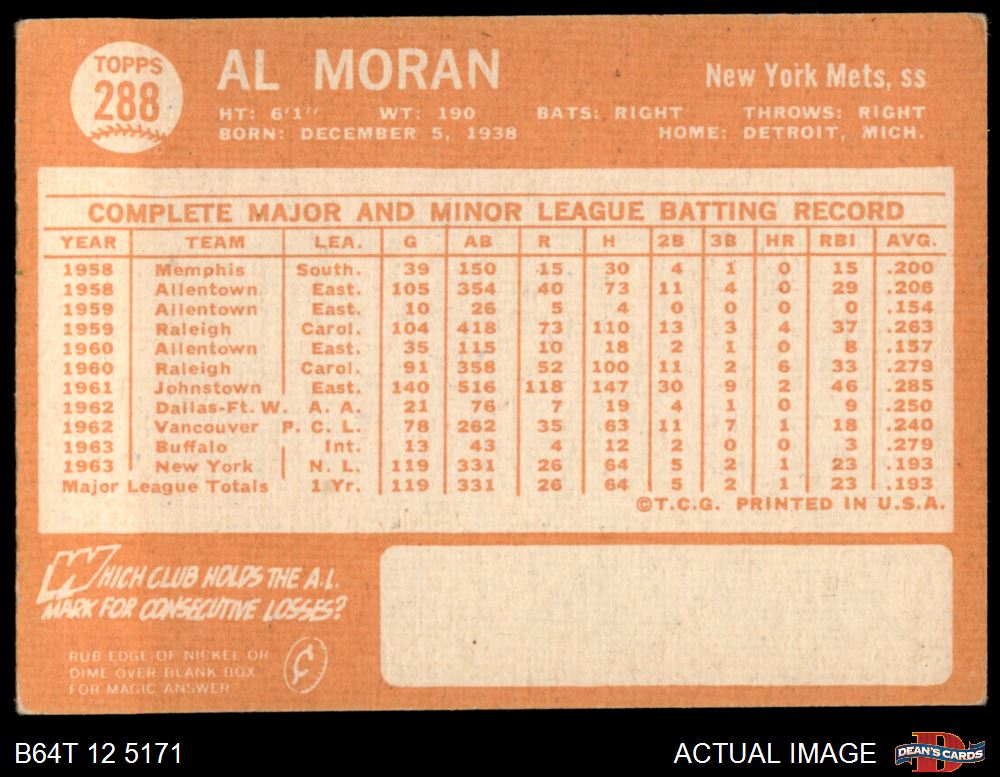 TOPPS
288
AL MORAN
New York Mets, ss
HT: 6'1'' WT: 190 BATS: RIGHT THROWS: RIGHT
BORN: DECEMBER 5, 1938 HOME: DETROIT, MICH.
COMPLETE MAJOR AND MINOR LEAGUE BATTING RECORD
YEAR TEAM LEA. G AB R H 2B 3B HR RBI AVG.
1958 Memphis South. 39 150 15 30 4 1 0 15 .200
1958 Allentown East. 105 354 40 73 11 4 0 29 .206
1959 Allentown East. 10 26 5 4 0 0 0 0 .154
1959 Raleigh Carol. 104 418 73 110 13 3 4 37 .263
1960 Allentown East. 35 115 10 18 2 1 0 8 .157
1960 Raleigh Carol. 91 358 52 100 11 2 6 33 .279
1961 Johnstown East. 140 516 118 147 30 9 2 46 .285
1962 Dallas-Ft. W. A. A. 21 76 7 19 4 1 0 9 .250
1962 Vancouver P. C. L. 78 262 35 63 11 7 1 18 .240
1963 Buffalo Int. 13 43 4 12 2 0 0 3 .279
1963 New York N. L. 119 331 26 64 5 2 1 23 .193
Major League Totals 1 Yr. 119 331 26 64 5 2 1 23 .193
©T.C.G. PRINTED IN U.S.A.
WHICH CLUB HOLDS THE A.L.
MARK FOR CONSECUTIVE LOSSES?
RUB EDGE OF NICKEL OR
DIME OVER BLANK BOX
FOR MAGIC ANSWER
¢
B64T 12 5171
ACTUAL IMAGE
D
DEAN'S CARDS